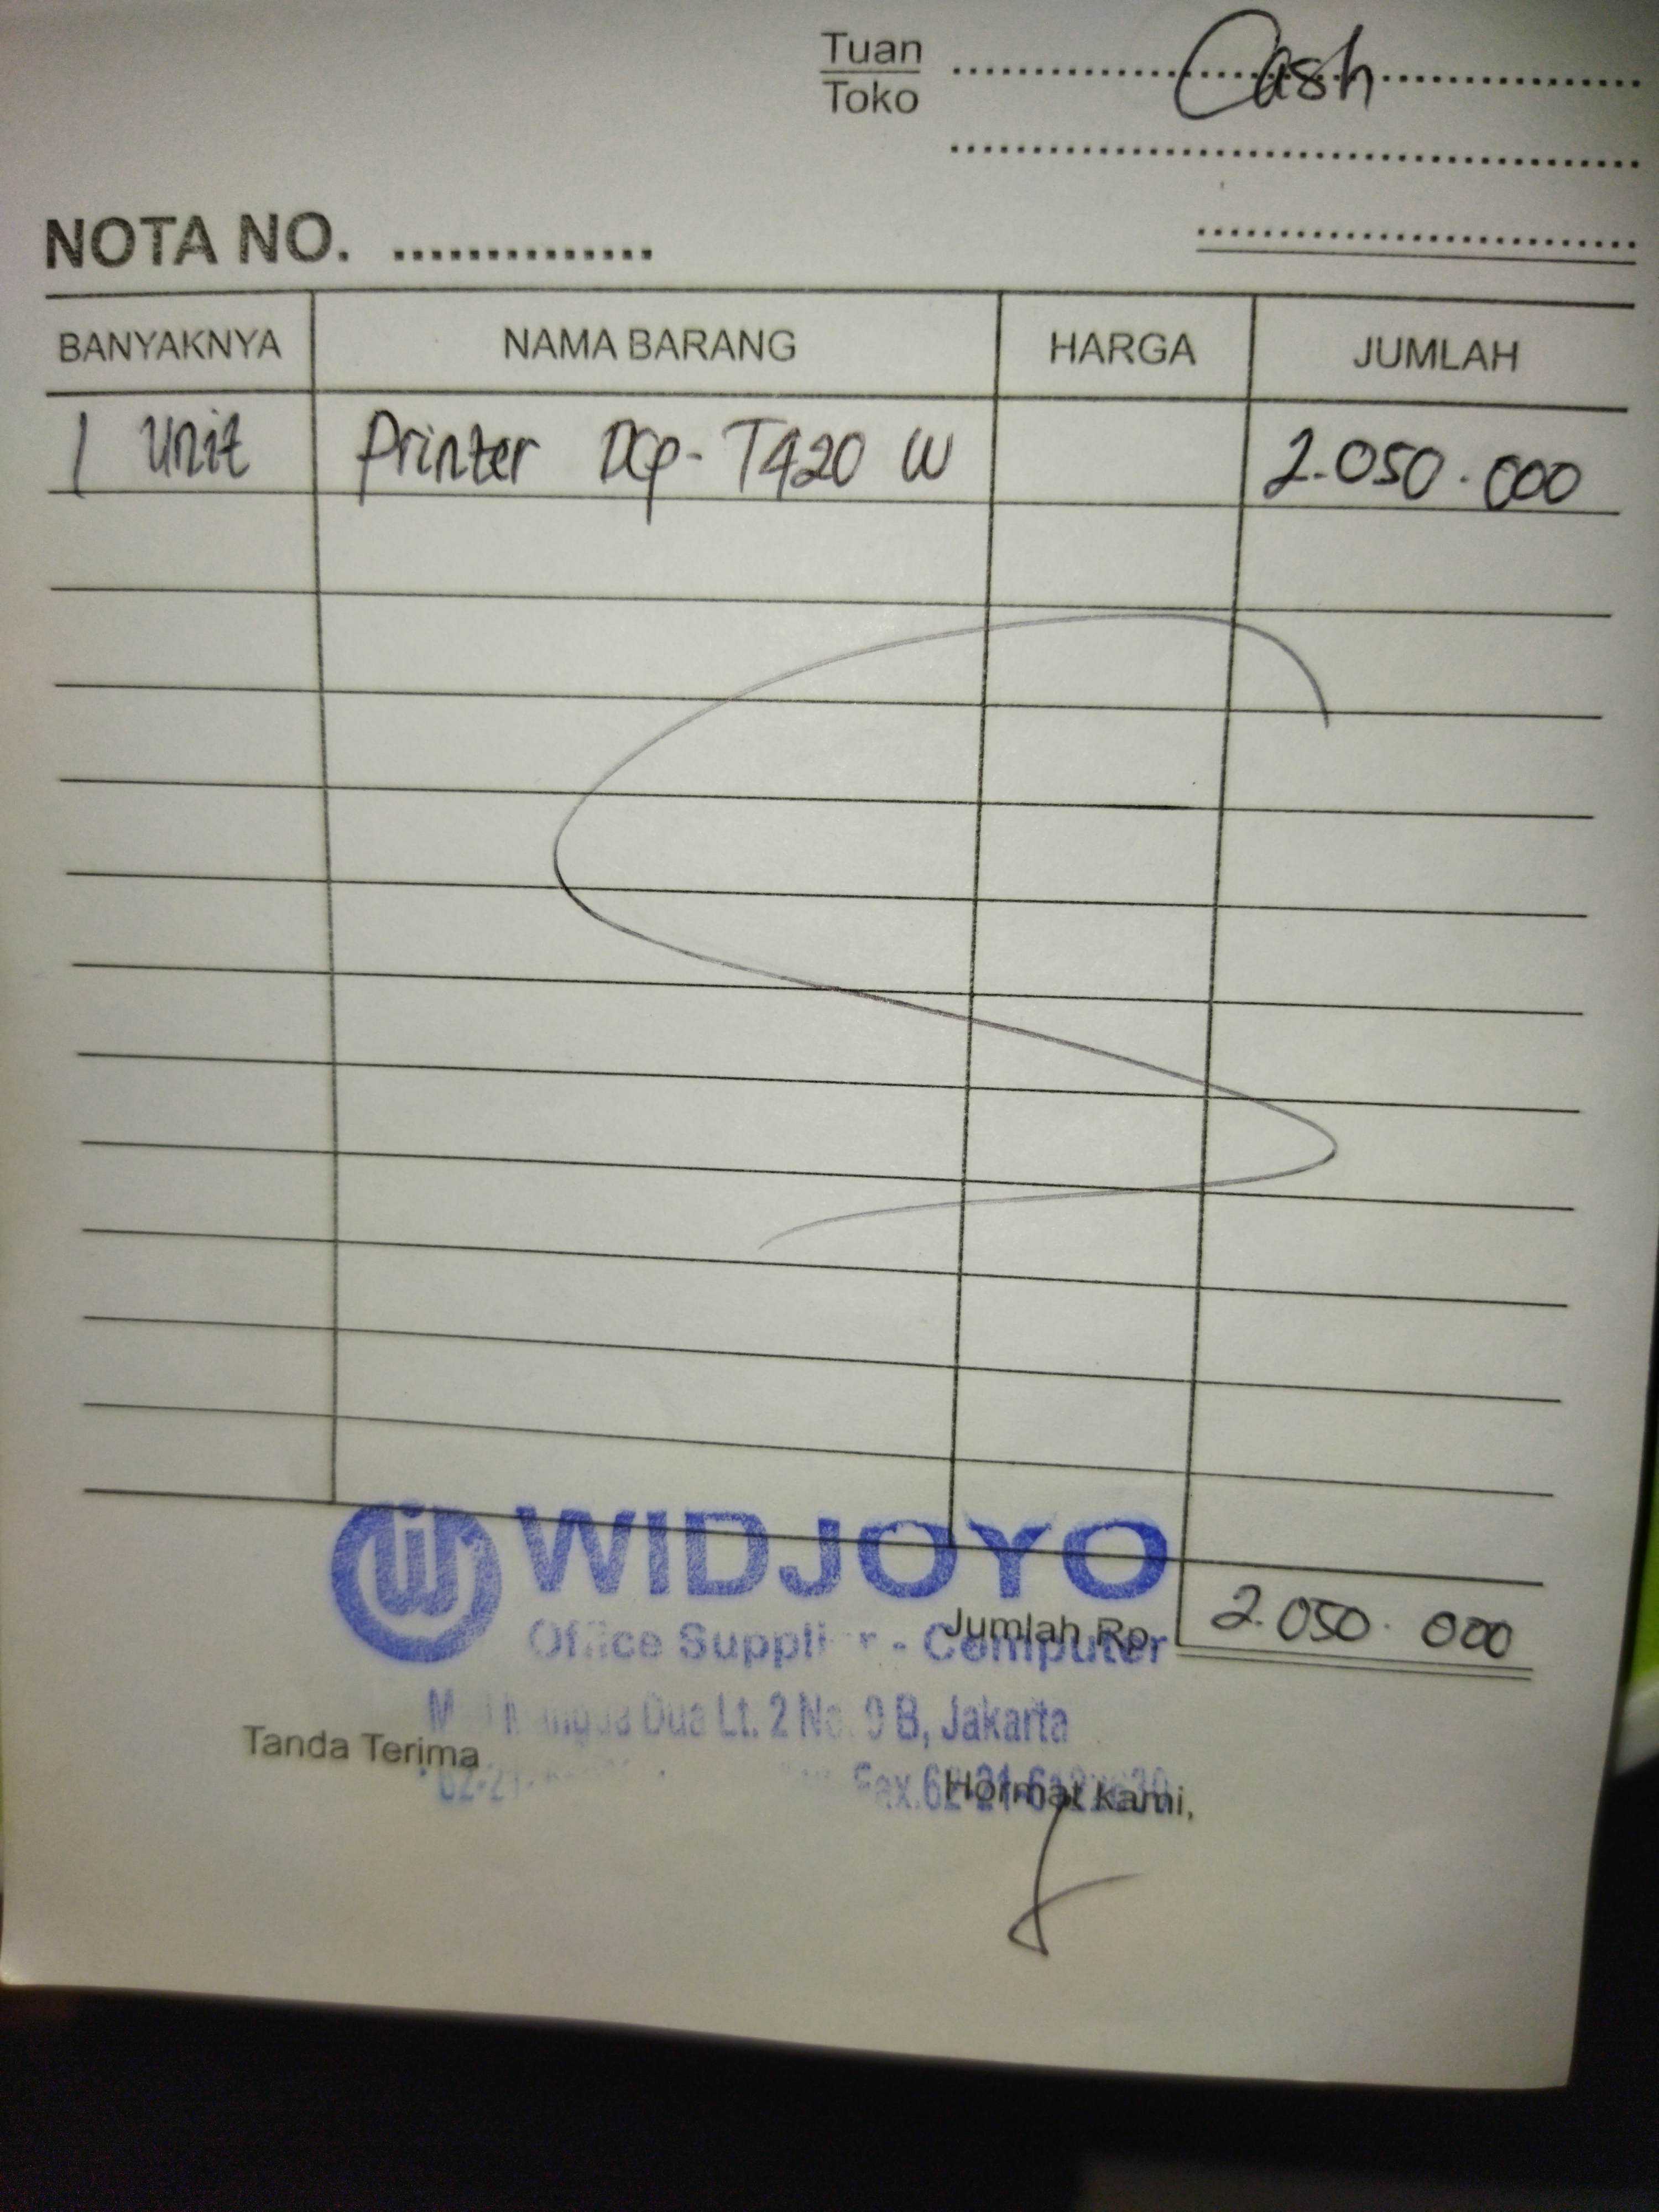 Tuan Cash
Toko
NOTA NO. ..............
BANYAKNYA NAMA BARANG HARGA JUMLAH
1 Unit Printer DCP-T420 W 2.050.000
WIDJOYO
Jumlah Rp. 2.050.000
Office Supplier - Computer
Dua Lt. 2 No. B, Jakarta
Tanda Terima
Fax.
Hormat Kami,